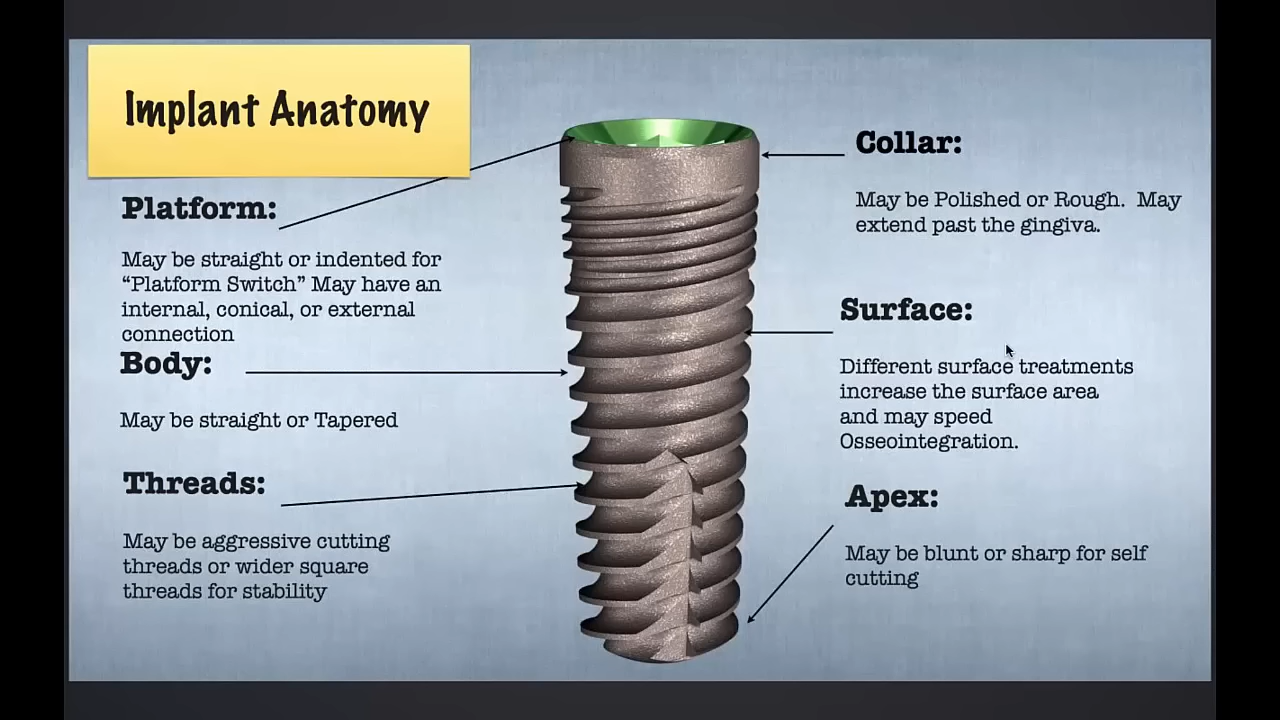 Implant Anatomy
Platform:
May be straight or indented for
“Platform Switch” May have an
internal, conical, or external
connection
Body:
May be straight or Tapered
Threads:
May be aggressive cutting
threads or wider square
threads for stability
Collar:
May be Polished or Rough.  May
extend past the gingiva.
Surface:
Different surface treatments
increase the surface area
and may speed
Osseointegration.
Apex:
May be blunt or sharp for self
cutting